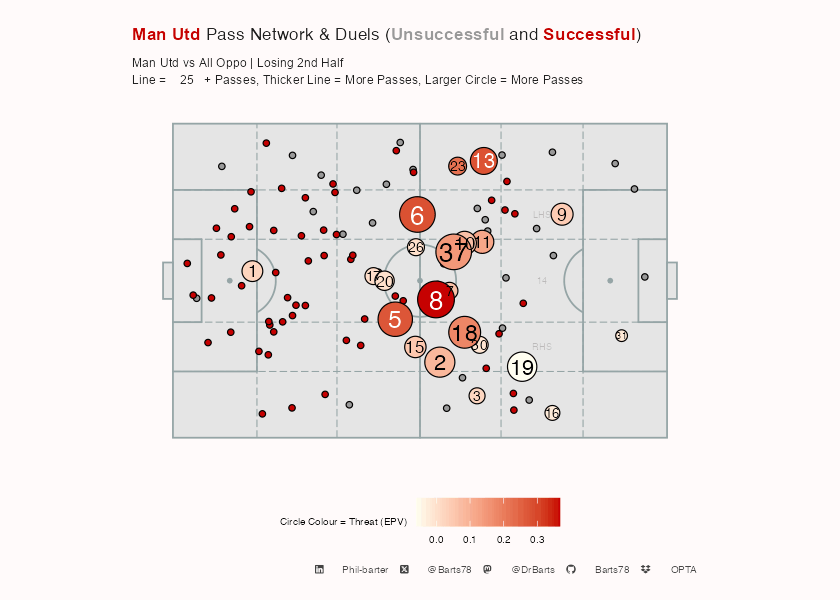 Man Utd Pass Network & Duels (Unsuccessful and Successful)
Man Utd vs All Oppo | Losing 2nd Half
Line = 25 + Passes, Thicker Line = More Passes, Larger Circle = More Passes
23 13
6 LHS 9
26 37 10 11
1 17 20 14
8 7
5 18 31
15 30 RHS
2 19
3 16
Circle Colour = Threat (EPV)
0.0 0.1 0.2 0.3
Phil-barter @Barts78 @DrBarts Barts78 OPTA